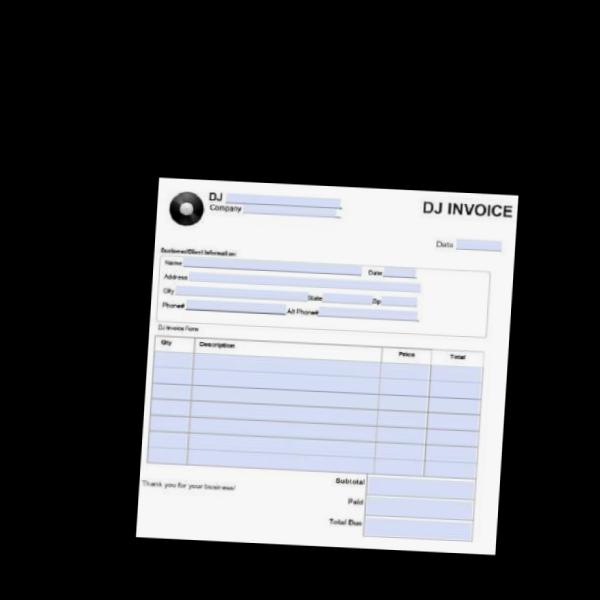 DJ
Company
DJ INVOICE
Date
Customer/Client Information
Name Date
Address
City State Zip
Phone# Alt Phone#
DJ Invoice Form
Qty Description Price Total
Subtotal
Thank you for your business!
Paid
Total Due